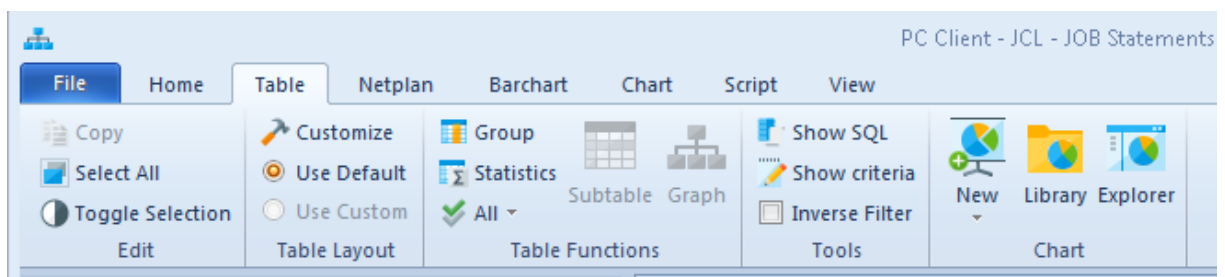 PC Client - JCL - JOB Statements
File Home Table Netplan Barchart Chart Script View
Copy
Select All
Toggle Selection
Edit
Customize
Use Default
Use Custom
Table Layout
Group
Statistics
All
Subtable
Graph
Table Functions
Show SQL
Show criteria
Inverse Filter
Tools
New
Library
Explorer
Chart